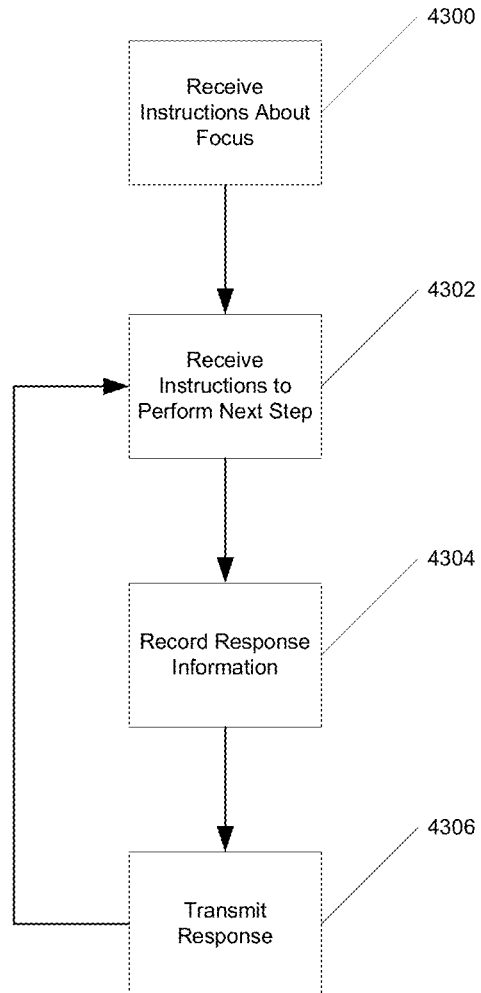 4300
Receive
Instructions About
Focus
4302
Receive
Instructions to
Perform Next Step
4304
Record Response
Information
4306
Transmit
Response